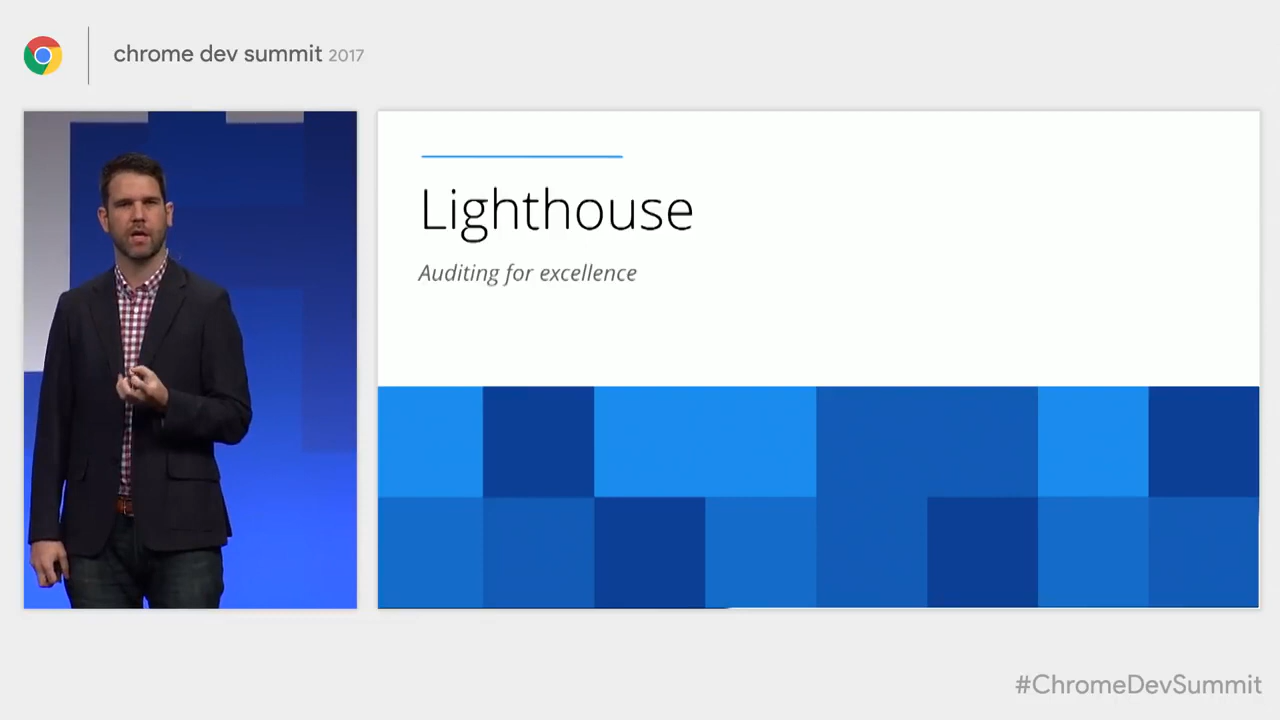 chrome dev summit 2017
Lighthouse
Auditing for excellence
#ChromeDevSummit